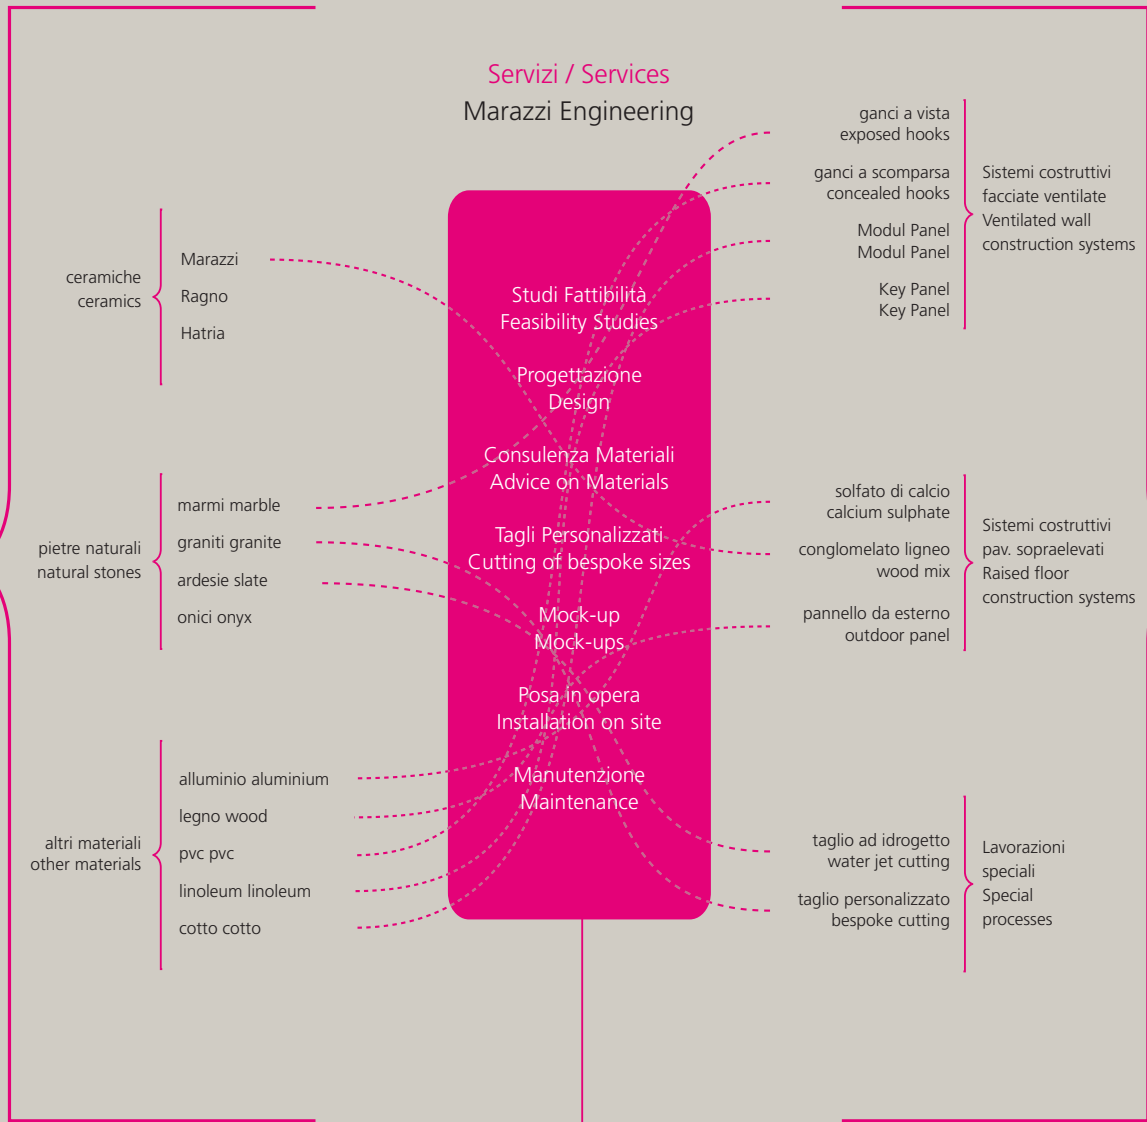 Servizi / Services
Marazzi Engineering
ceramiche
ceramics
Marazzi
Ragno
Hatria
pietre naturali
natural stones
marmi marble
graniti granite
ardesie slate
onici onyx
altri materiali
other materials
alluminio aluminium
legno wood
pvc pvc
linoleum linoleum
cotto cotto
Studi Fattibilità
Feasibility Studies
Progettazione
Design
Consulenza Materiali
Advice on Materials
Tagli Personalizzati
Cutting of bespoke sizes
Mock-up
Mock-ups
Posa in opera
Installation on site
Manutenzione
Maintenance
ganci a vista
exposed hooks
ganci a scomparsa
concealed hooks
Modul Panel
Modul Panel
Key Panel
Key Panel
Sistemi costruttivi
facciate ventilate
Ventilated wall
construction systems
solfato di calcio
calcium sulphate
conglomelato ligneo
wood mix
pannello da esterno
outdoor panel
Sistemi costruttivi
pav. sopraelevati
Raised floor
construction systems
taglio ad idrogetto
water jet cutting
taglio personalizzato
bespoke cutting
Lavorazioni
speciali
Special
processes